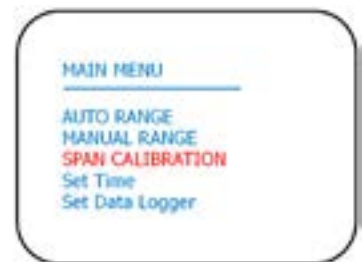 MAIN MENU
AUTO RANGE
MANUAL RANGE
SPAN CALIBRATION
Set Time
Set Data Logger